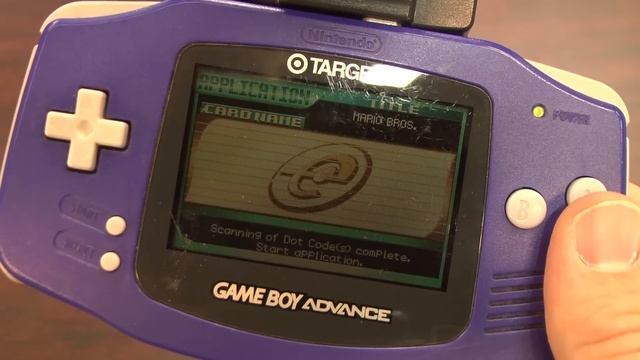 Nintendo
TARGET
APPLICATION TITLE
CARD NAME MARIO BROS.
Scanning of Dot Code(s) complete.
Start application.
START
SELECT
POWER
B
GAME BOY ADVANCE